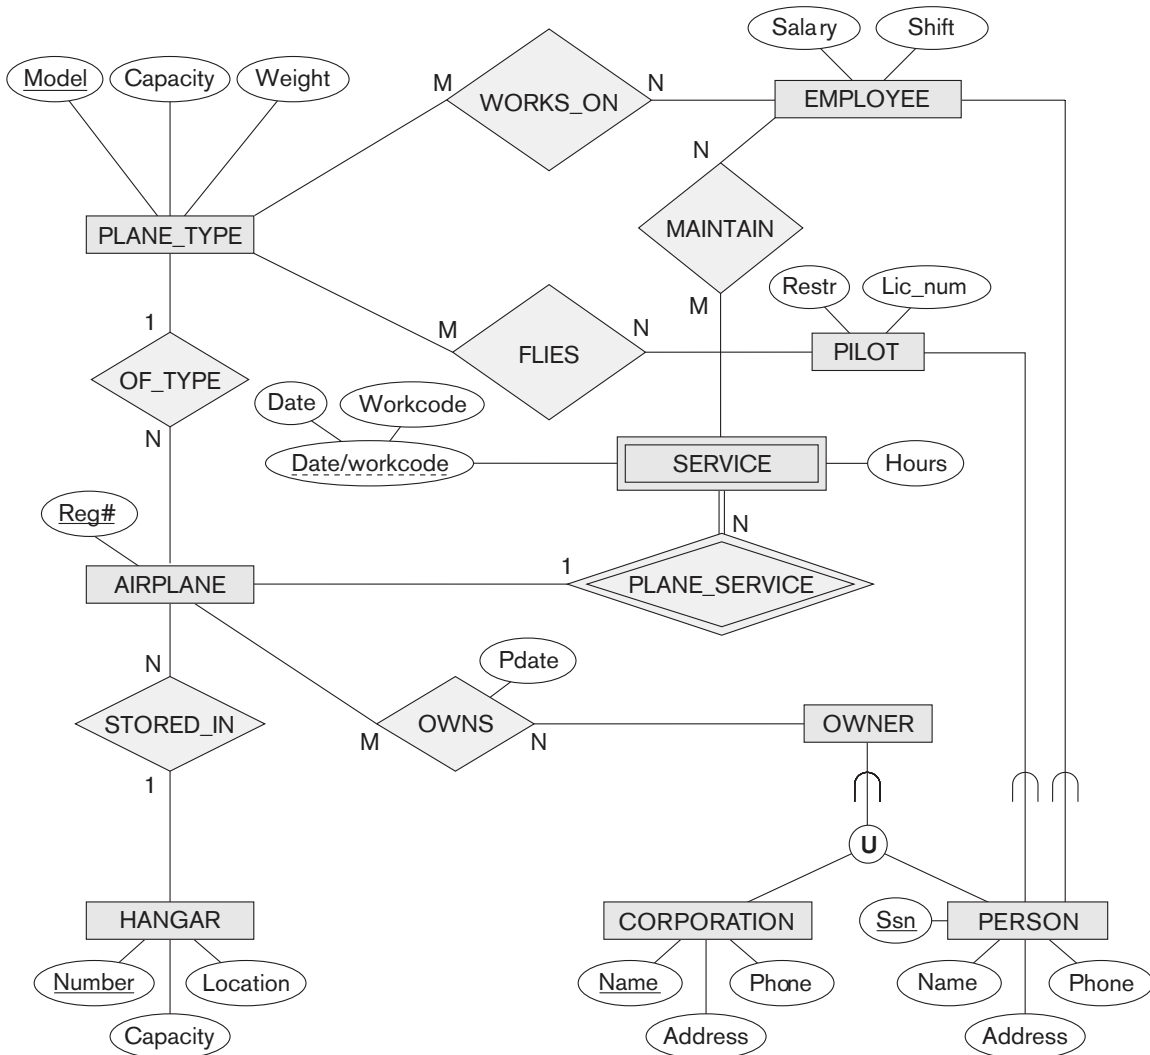 Salary
Shift
Model
Capacity
Weight
M
N
EMPLOYEE
WORKS_ON
N
PLANE_TYPE
MAINTAIN
Restr
Lic_num
M
1
M
N
FLIES
PILOT
OF_TYPE
Date
Workcode
N
Date/workcode
SERVICE
Hours
Reg#
N
1
AIRPLANE
PLANE_SERVICE
N
Pdate
STORED_IN
OWNS
OWNER
M
N
1
U
HANGAR
CORPORATION
Ssn
PERSON
Number
Location
Name
Phone
Name
Phone
Capacity
Address
Address